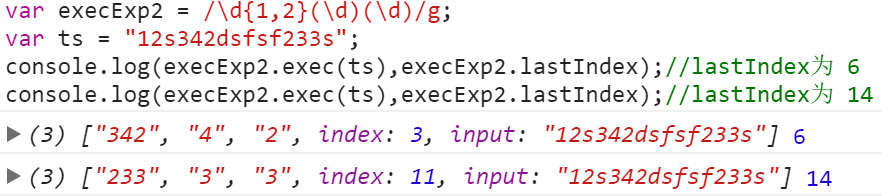 var execExp2 = /\d{1,2}(\d)(\d)/g;
var ts = "12s342dsfsf233s";
console.log(execExp2.exec(ts),execExp2.lastIndex);//lastIndex为 6
console.log(execExp2.exec(ts),execExp2.lastIndex);//lastIndex为 14
▶ (3) ["342", "4", "2", index: 3, input: "12s342dsfsf233s"] 6
▶ (3) ["233", "3", "3", index: 11, input: "12s342dsfsf233s"] 14